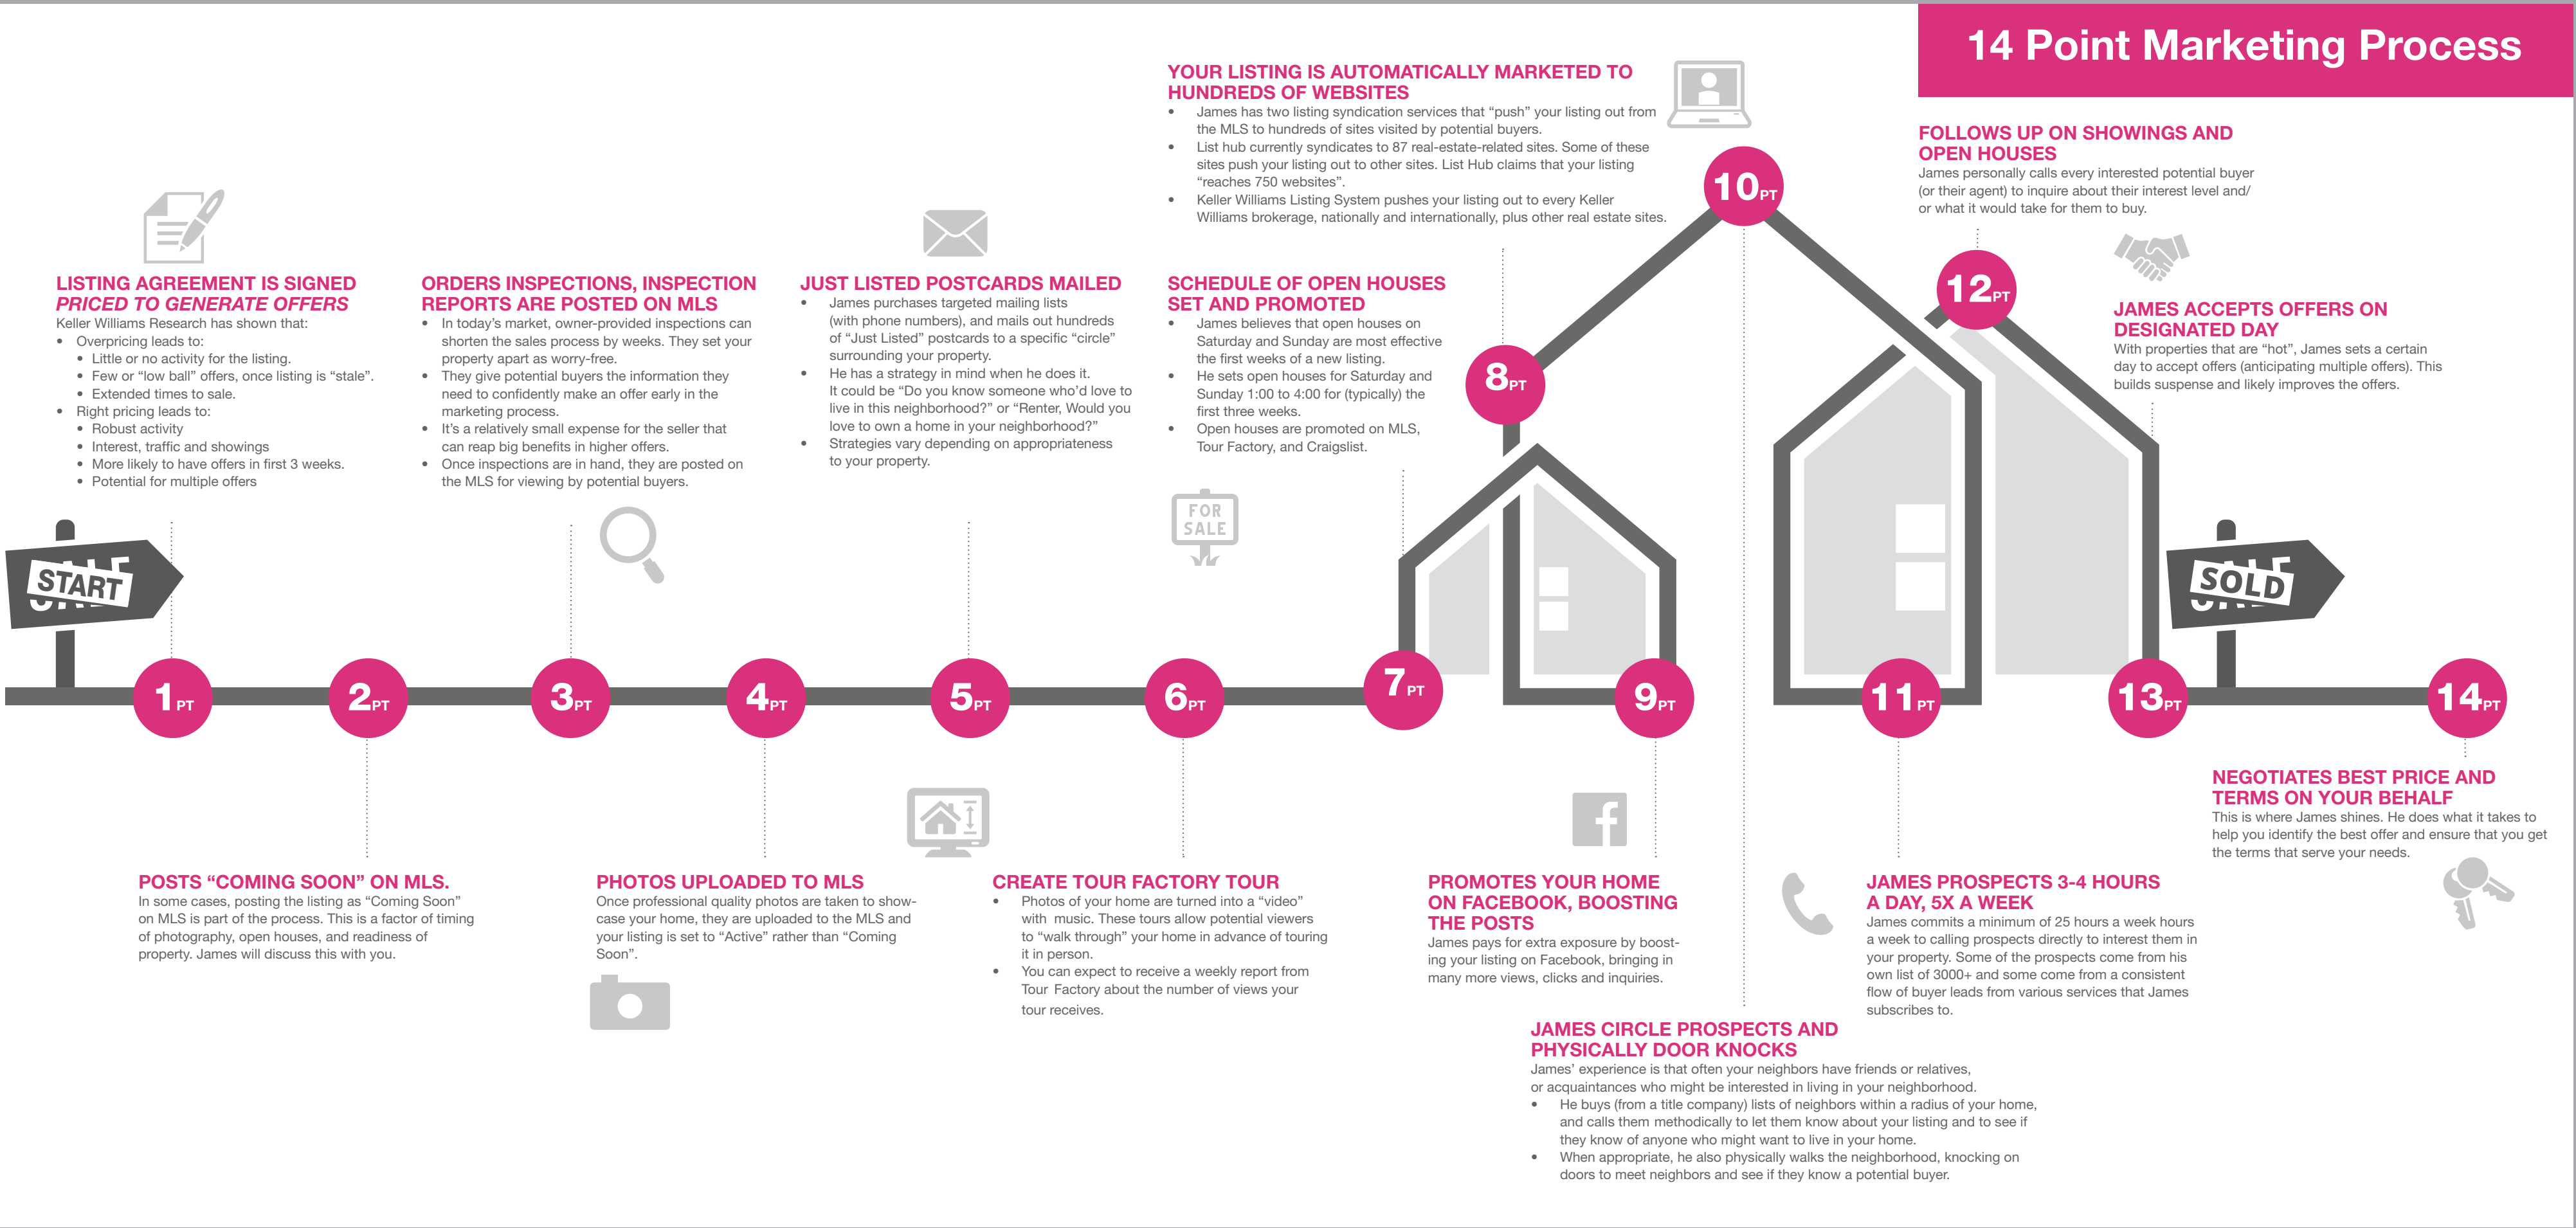 14 Point Marketing Process
START
1PT
LISTING AGREEMENT IS SIGNED
PRICED TO GENERATE OFFERS
Keller Williams Research has shown that:
• Overpricing leads to:
• Little or no activity for the listing.
• Few or “low ball” offers, once listing is “stale”.
• Extended times to sale.
• Right pricing leads to:
• Robust activity
• Interest, traffic and showings
• More likely to have offers in first 3 weeks.
• Potential for multiple offers
2PT
POSTS “COMING SOON” ON MLS.
In some cases, posting the listing as “Coming Soon”
on MLS is part of the process. This is a factor of timing
of photography, open houses, and readiness of
property. James will discuss this with you.
3PT
ORDERS INSPECTIONS, INSPECTION
REPORTS ARE POSTED ON MLS
• In today’s market, owner-provided inspections can
shorten the sales process by weeks. They set your
property apart as worry-free.
• They give potential buyers the information they
need to confidently make an offer early in the
marketing process.
• It’s a relatively small expense for the seller that
can reap big benefits in higher offers.
• Once inspections are in hand, they are posted on
the MLS for viewing by potential buyers.
4PT
PHOTOS UPLOADED TO MLS
Once professional quality photos are taken to show-
case your home, they are uploaded to the MLS and
your listing is set to “Active” rather than “Coming
Soon”.
5PT
JUST LISTED POSTCARDS MAILED
• James purchases targeted mailing lists
(with phone numbers), and mails out hundreds
of “Just Listed” postcards to a specific “circle”
surrounding your property.
• He has a strategy in mind when he does it.
It could be “Do you know someone who’d love to
live in this neighborhood?” or “Renter, Would you
love to own a home in your neighborhood?”
• Strategies vary depending on appropriateness
to your property.
6PT
CREATE TOUR FACTORY TOUR
• Photos of your home are turned into a “video”
with music. These tours allow potential viewers
to “walk through” your home in advance of touring
it in person.
• You can expect to receive a weekly report from
Tour Factory about the number of views your
tour receives.
7PT
SCHEDULE OF OPEN HOUSES
SET AND PROMOTED
• James believes that open houses on
Saturday and Sunday are most effective
the first weeks of a new listing.
• He sets open houses for Saturday and
Sunday 1:00 to 4:00 for (typically) the
first three weeks.
• Open houses are promoted on MLS,
Tour Factory, and Craigslist.
FOR
SALE
8PT
YOUR LISTING IS AUTOMATICALLY MARKETED TO
HUNDREDS OF WEBSITES
• James has two listing syndication services that “push” your listing out from
the MLS to hundreds of sites visited by potential buyers.
• List hub currently syndicates to 87 real-estate-related sites. Some of these
sites push your listing out to other sites. List Hub claims that your listing
“reaches 750 websites”.
• Keller Williams Listing System pushes your listing out to every Keller
Williams brokerage, nationally and internationally, plus other real estate sites.
9PT
PROMOTES YOUR HOME
ON FACEBOOK, BOOSTING
THE POSTS
James pays for extra exposure by boost-
ing your listing on Facebook, bringing in
many more views, clicks and inquiries.
10PT
JAMES CIRCLE PROSPECTS AND
PHYSICALLY DOOR KNOCKS
James’ experience is that often your neighbors have friends or relatives,
or acquaintances who might be interested in living in your neighborhood.
• He buys (from a title company) lists of neighbors within a radius of your home,
and calls them methodically to let them know about your listing and to see if
they know of anyone who might want to live in your home.
• When appropriate, he also physically walks the neighborhood, knocking on
doors to meet neighbors and see if they know a potential buyer.
11PT
JAMES PROSPECTS 3-4 HOURS
A DAY, 5X A WEEK
James commits a minimum of 25 hours a week hours
a week to calling prospects directly to interest them in
your property. Some of the prospects come from his
own list of 3000+ and some come from a consistent
flow of buyer leads from various services that James
subscribes to.
12PT
FOLLOWS UP ON SHOWINGS AND
OPEN HOUSES
James personally calls every interested potential buyer
(or their agent) to inquire about their interest level and/
or what it would take for them to buy.
13PT
JAMES ACCEPTS OFFERS ON
DESIGNATED DAY
With properties that are “hot”, James sets a certain
day to accept offers (anticipating multiple offers). This
builds suspense and likely improves the offers.
SOLD
14PT
NEGOTIATES BEST PRICE AND
TERMS ON YOUR BEHALF
This is where James shines. He does what it takes to
help you identify the best offer and ensure that you get
the terms that serve your needs.